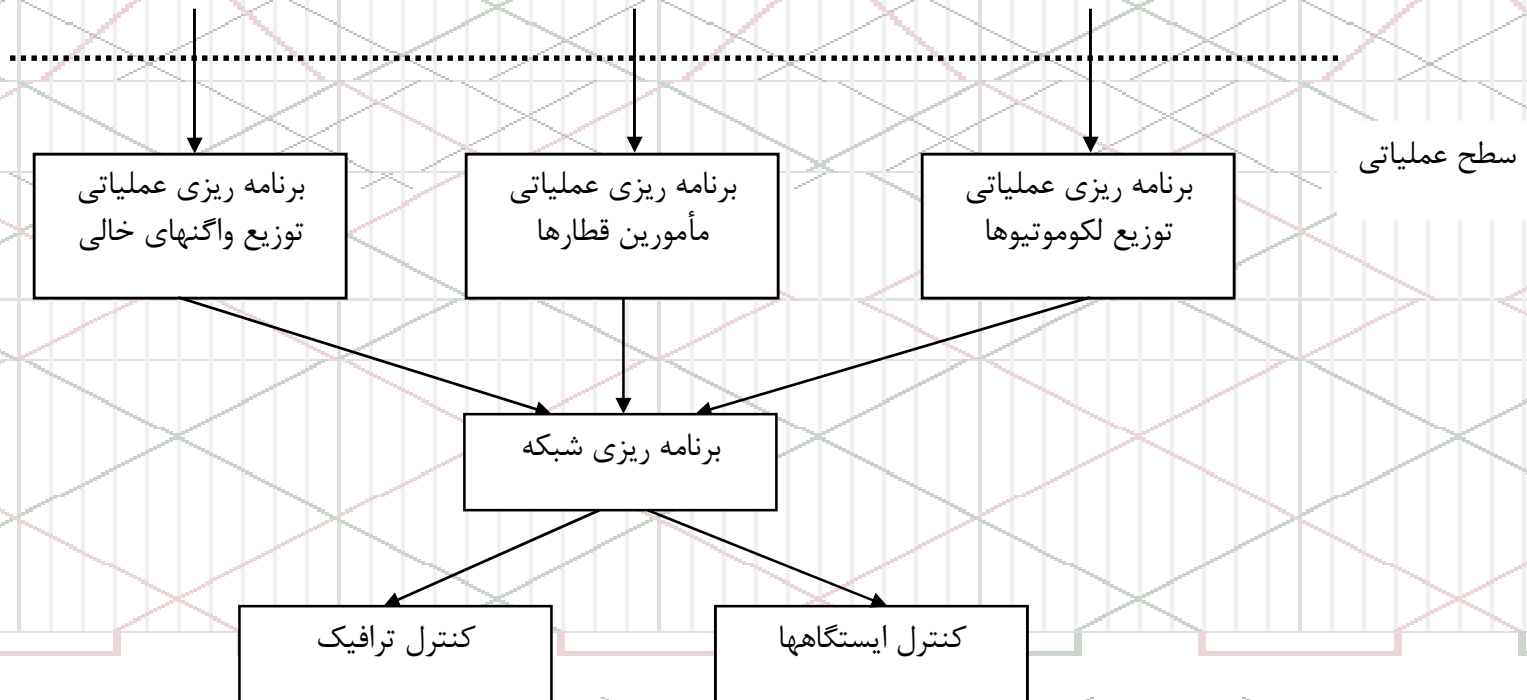 سطح عملیاتی
برنامه ریزی عملیاتی
توزیع لکوموتیوها
برنامه ریزی عملیاتی
مأمورین قطارها
برنامه ریزی عملیاتی
توزیع واگنهای خالی
برنامه ریزی شبکه
کنترل ایستگاهها
کنترل ترافیک